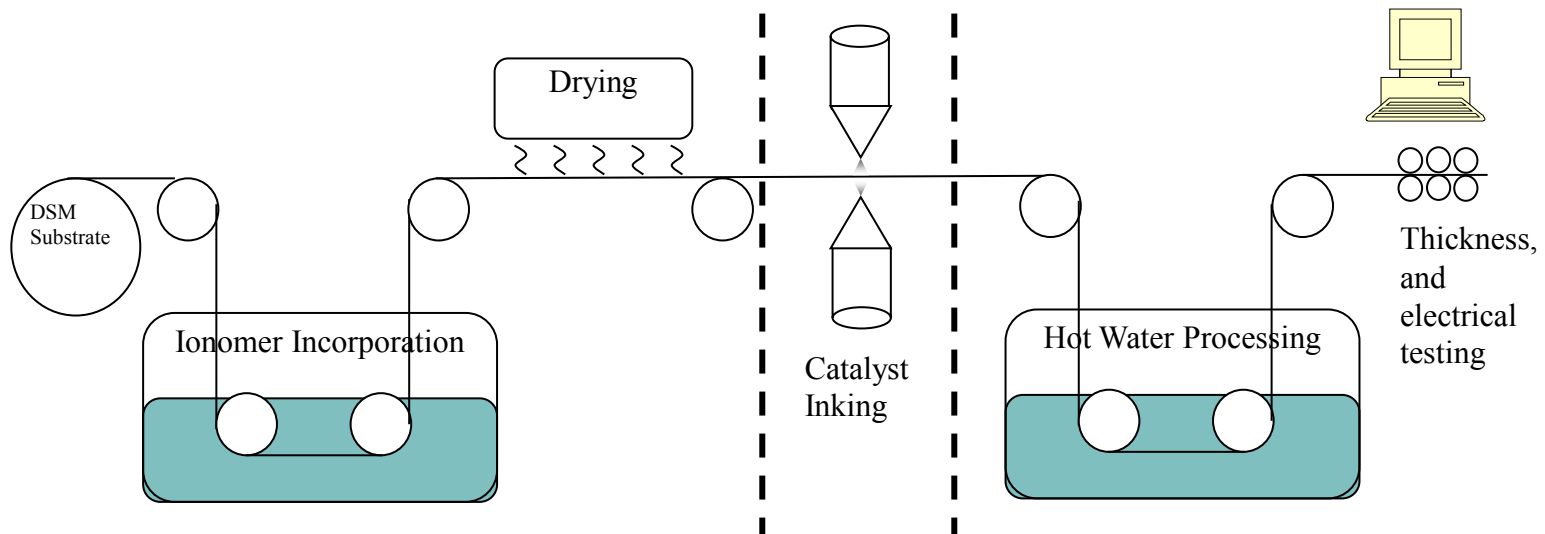 DSM
Substrate
Ionomer Incorporation
Drying
Catalyst
Inking
Hot Water Processing
Thickness,
and
electrical
testing